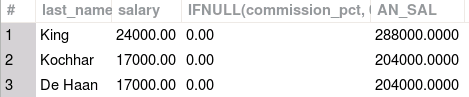 # last_name salary IFNULL(commission_pct, AN_SAL
1 King 24000.00 0.00 288000.0000
2 Kochhar 17000.00 0.00 204000.0000
3 De Haan 17000.00 0.00 204000.0000